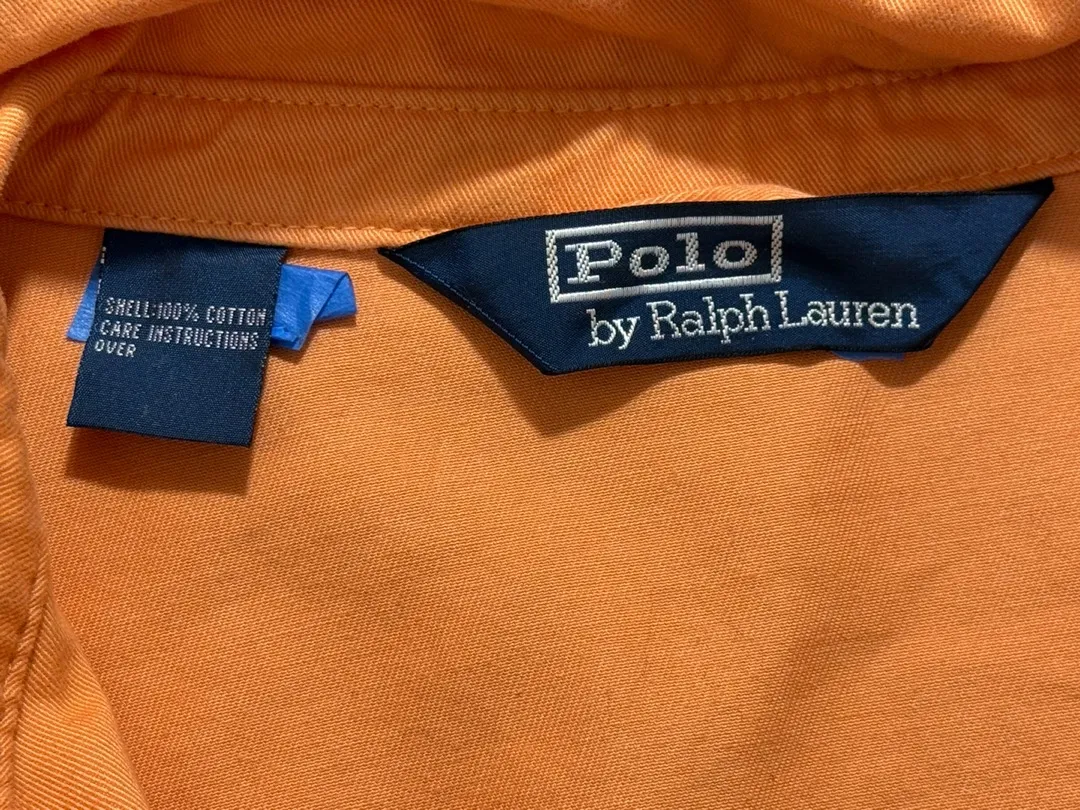 SHELL:100% COTTON
CARE INSTRUCTIONS
OVER
Polo
by Ralph Lauren